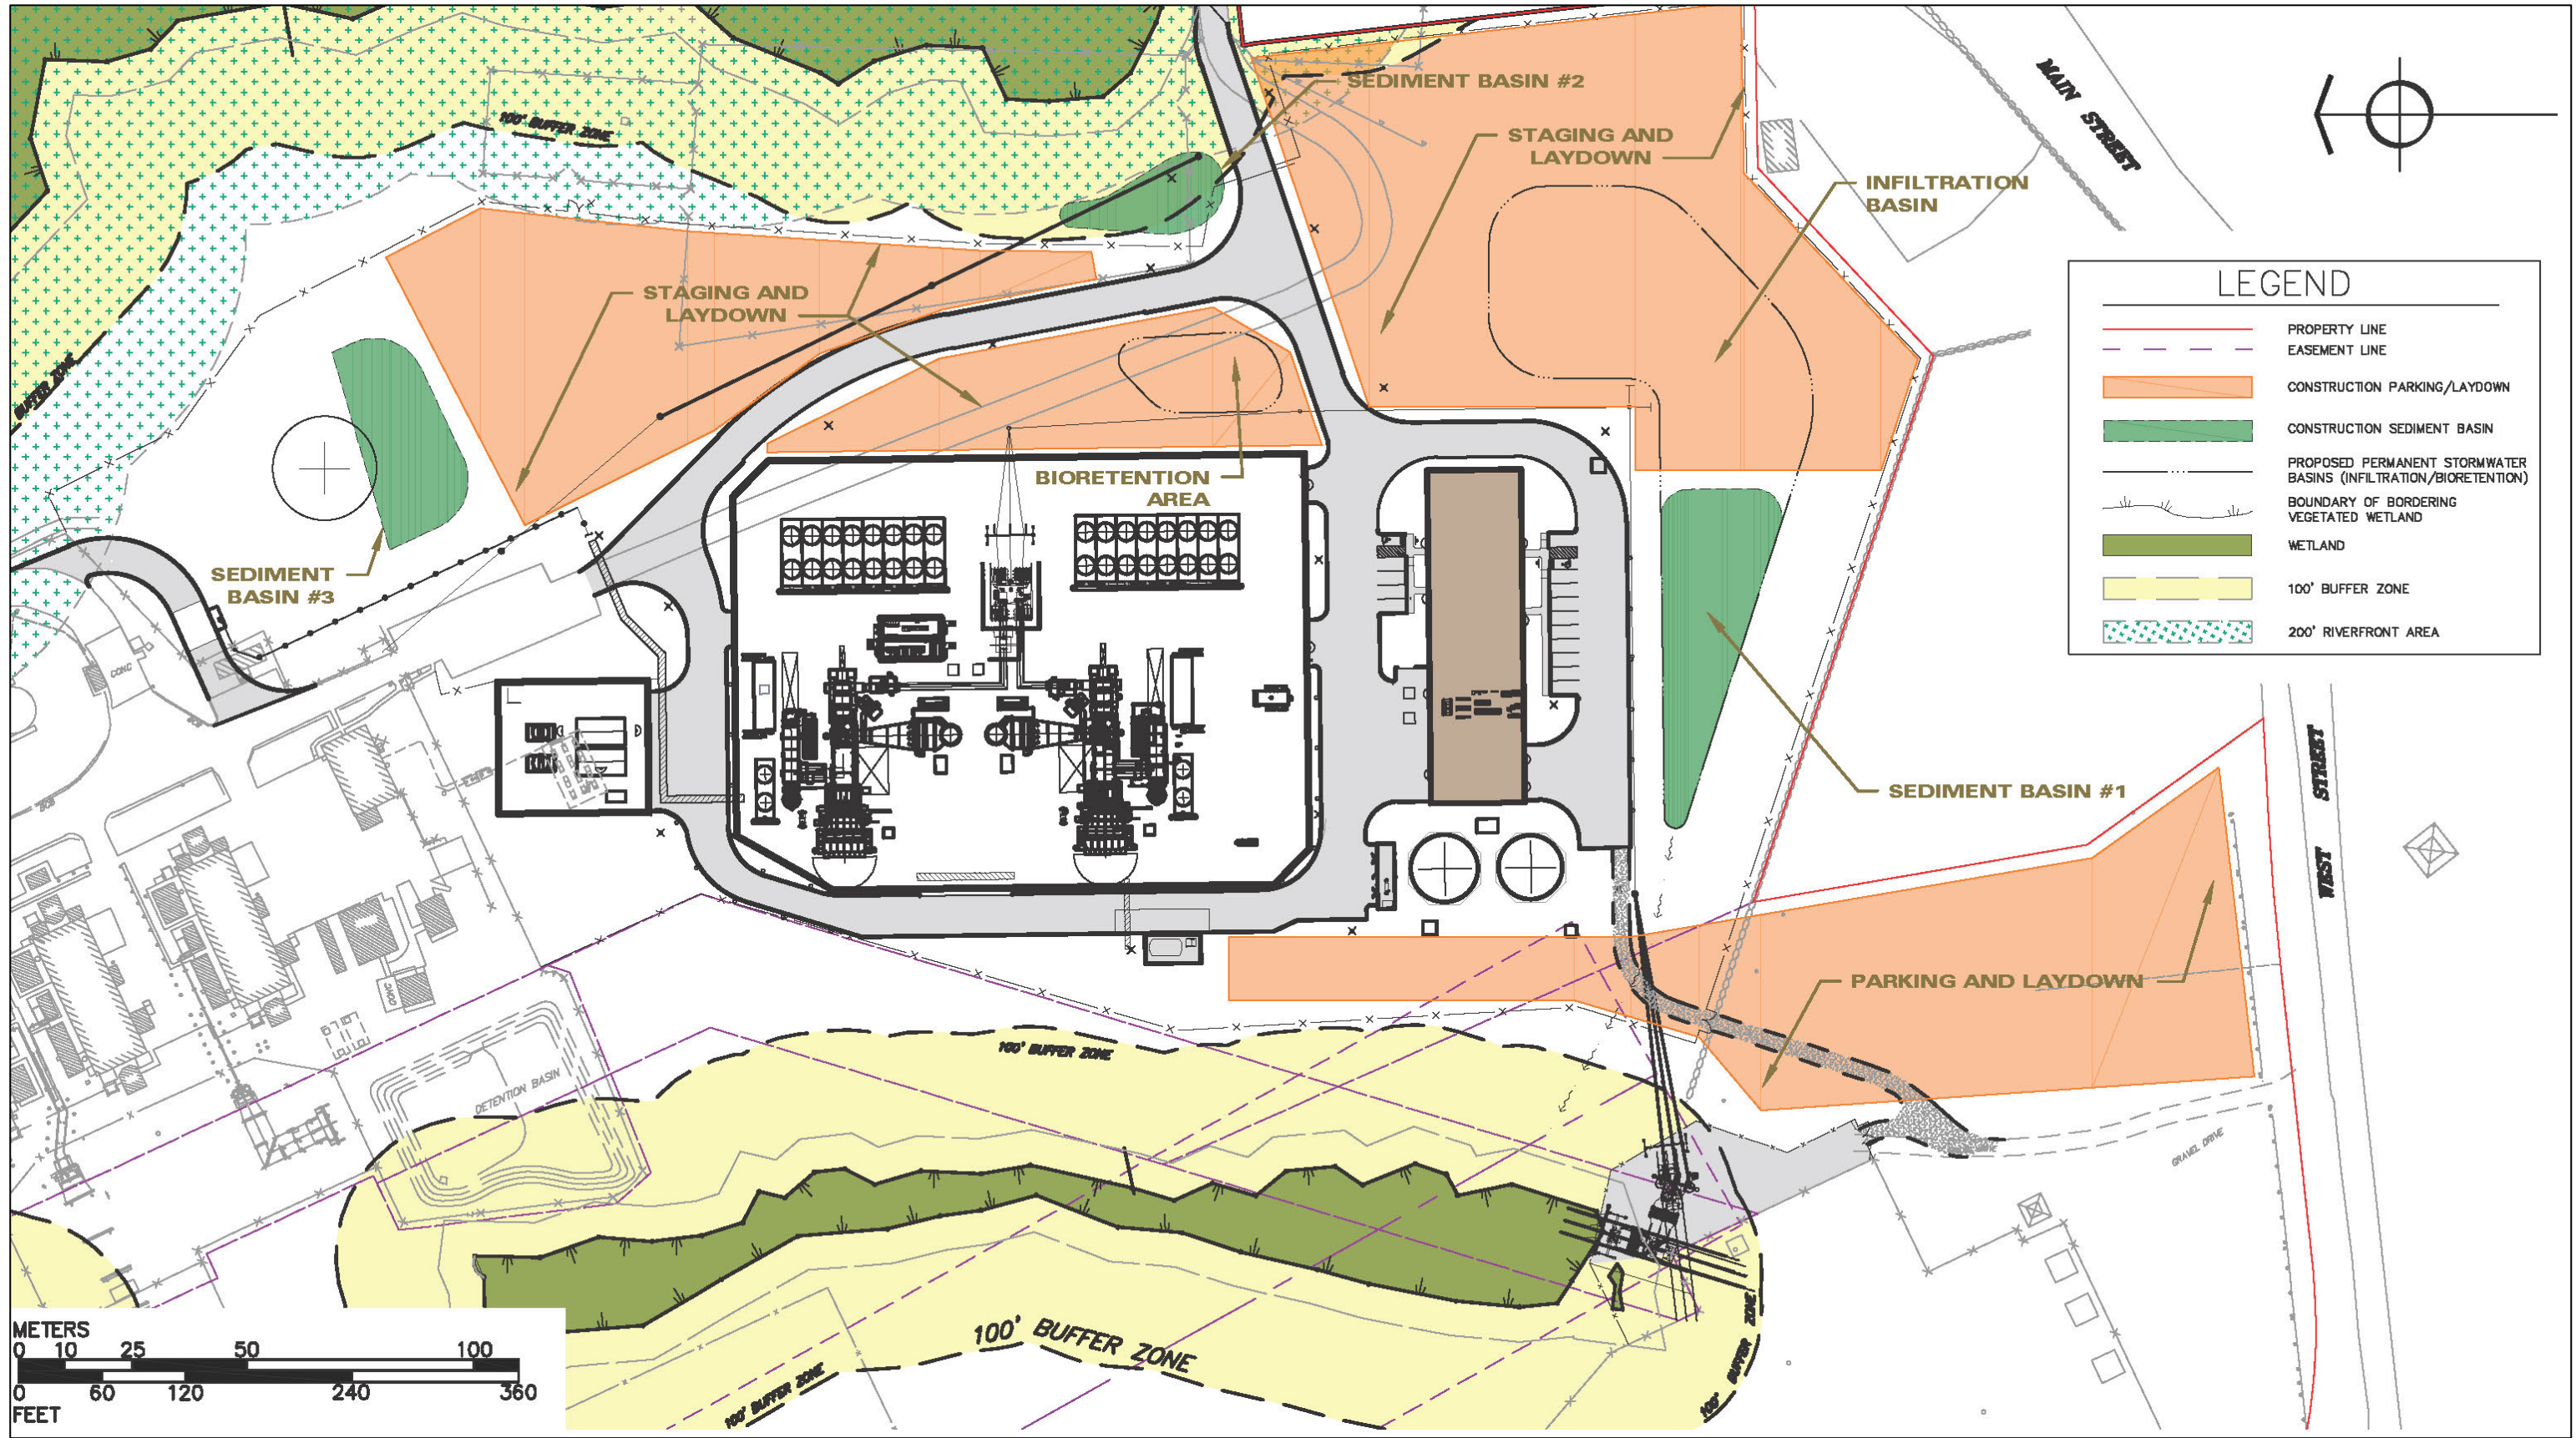 100' BUFFER ZONE
SEDIMENT BASIN #2
STAGING AND
LAYDOWN
INFILTRATION
BASIN
MAIN STREET
STAGING AND
LAYDOWN
BUFFER ZONE
LEGEND
PROPERTY LINE
EASEMENT LINE
CONSTRUCTION PARKING/LAYDOWN
CONSTRUCTION SEDIMENT BASIN
PROPOSED PERMANENT STORMWATER
BASINS (INFILTRATION/BIORETENTION)
BOUNDARY OF BORDERING
VEGETATED WETLAND
WETLAND
100' BUFFER ZONE
200' RIVERFRONT AREA
BIORETENTION
AREA
SEDIMENT
BASIN #3
CONC
SEDIMENT BASIN #1
WEST STREET
PARKING AND LAYDOWN
CONC
DETENTION BASIN
100' BUFFER ZONE
GRAVEL DRIVE
100' BUFFER ZONE
100' BUFFER ZONE
100' BUFFER ZONE
METERS
0 10 25 50 100
0 60 120 240 360
FEET